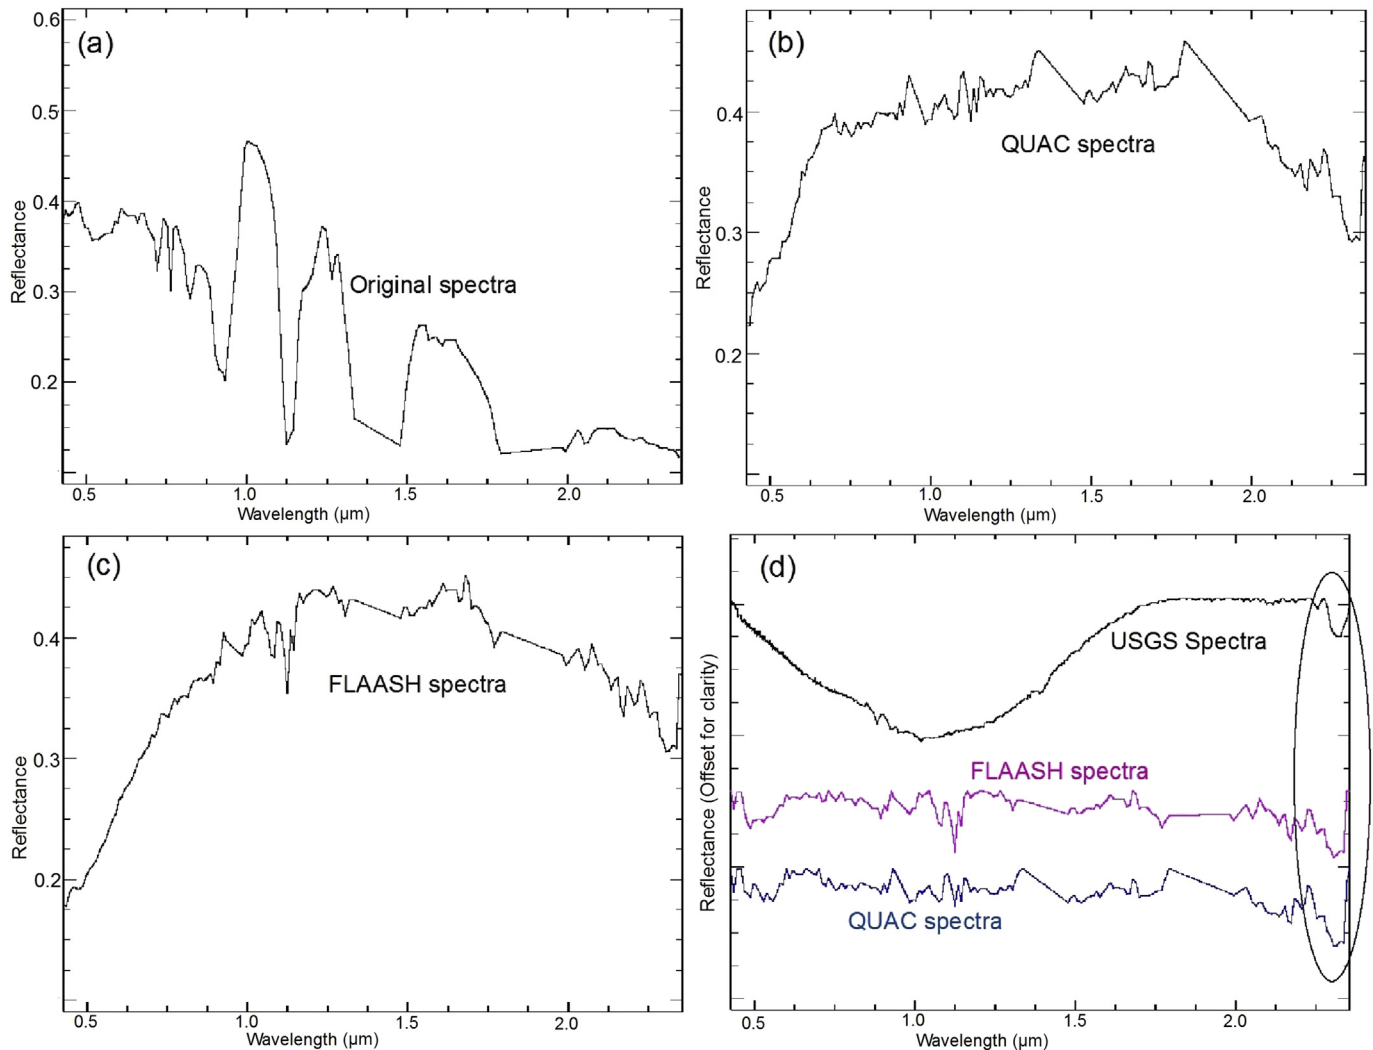 (a)
0.6
0.5
0.4
0.3
0.2
Reflectance
Original spectra
0.5 1.0 1.5 2.0
Wavelength (µm)
(b)
0.4
0.3
0.2
Reflectance
QUAC spectra
0.5 1.0 1.5 2.0
Wavelength (µm)
(c)
0.4
0.3
0.2
Reflectance
FLAASH spectra
0.5 1.0 1.5 2.0
Wavelength (µm)
(d)
Reflectance (Offset for clarity)
USGS Spectra
FLAASH spectra
QUAC spectra
0.5 1.0 1.5 2.0
Wavelength (µm)